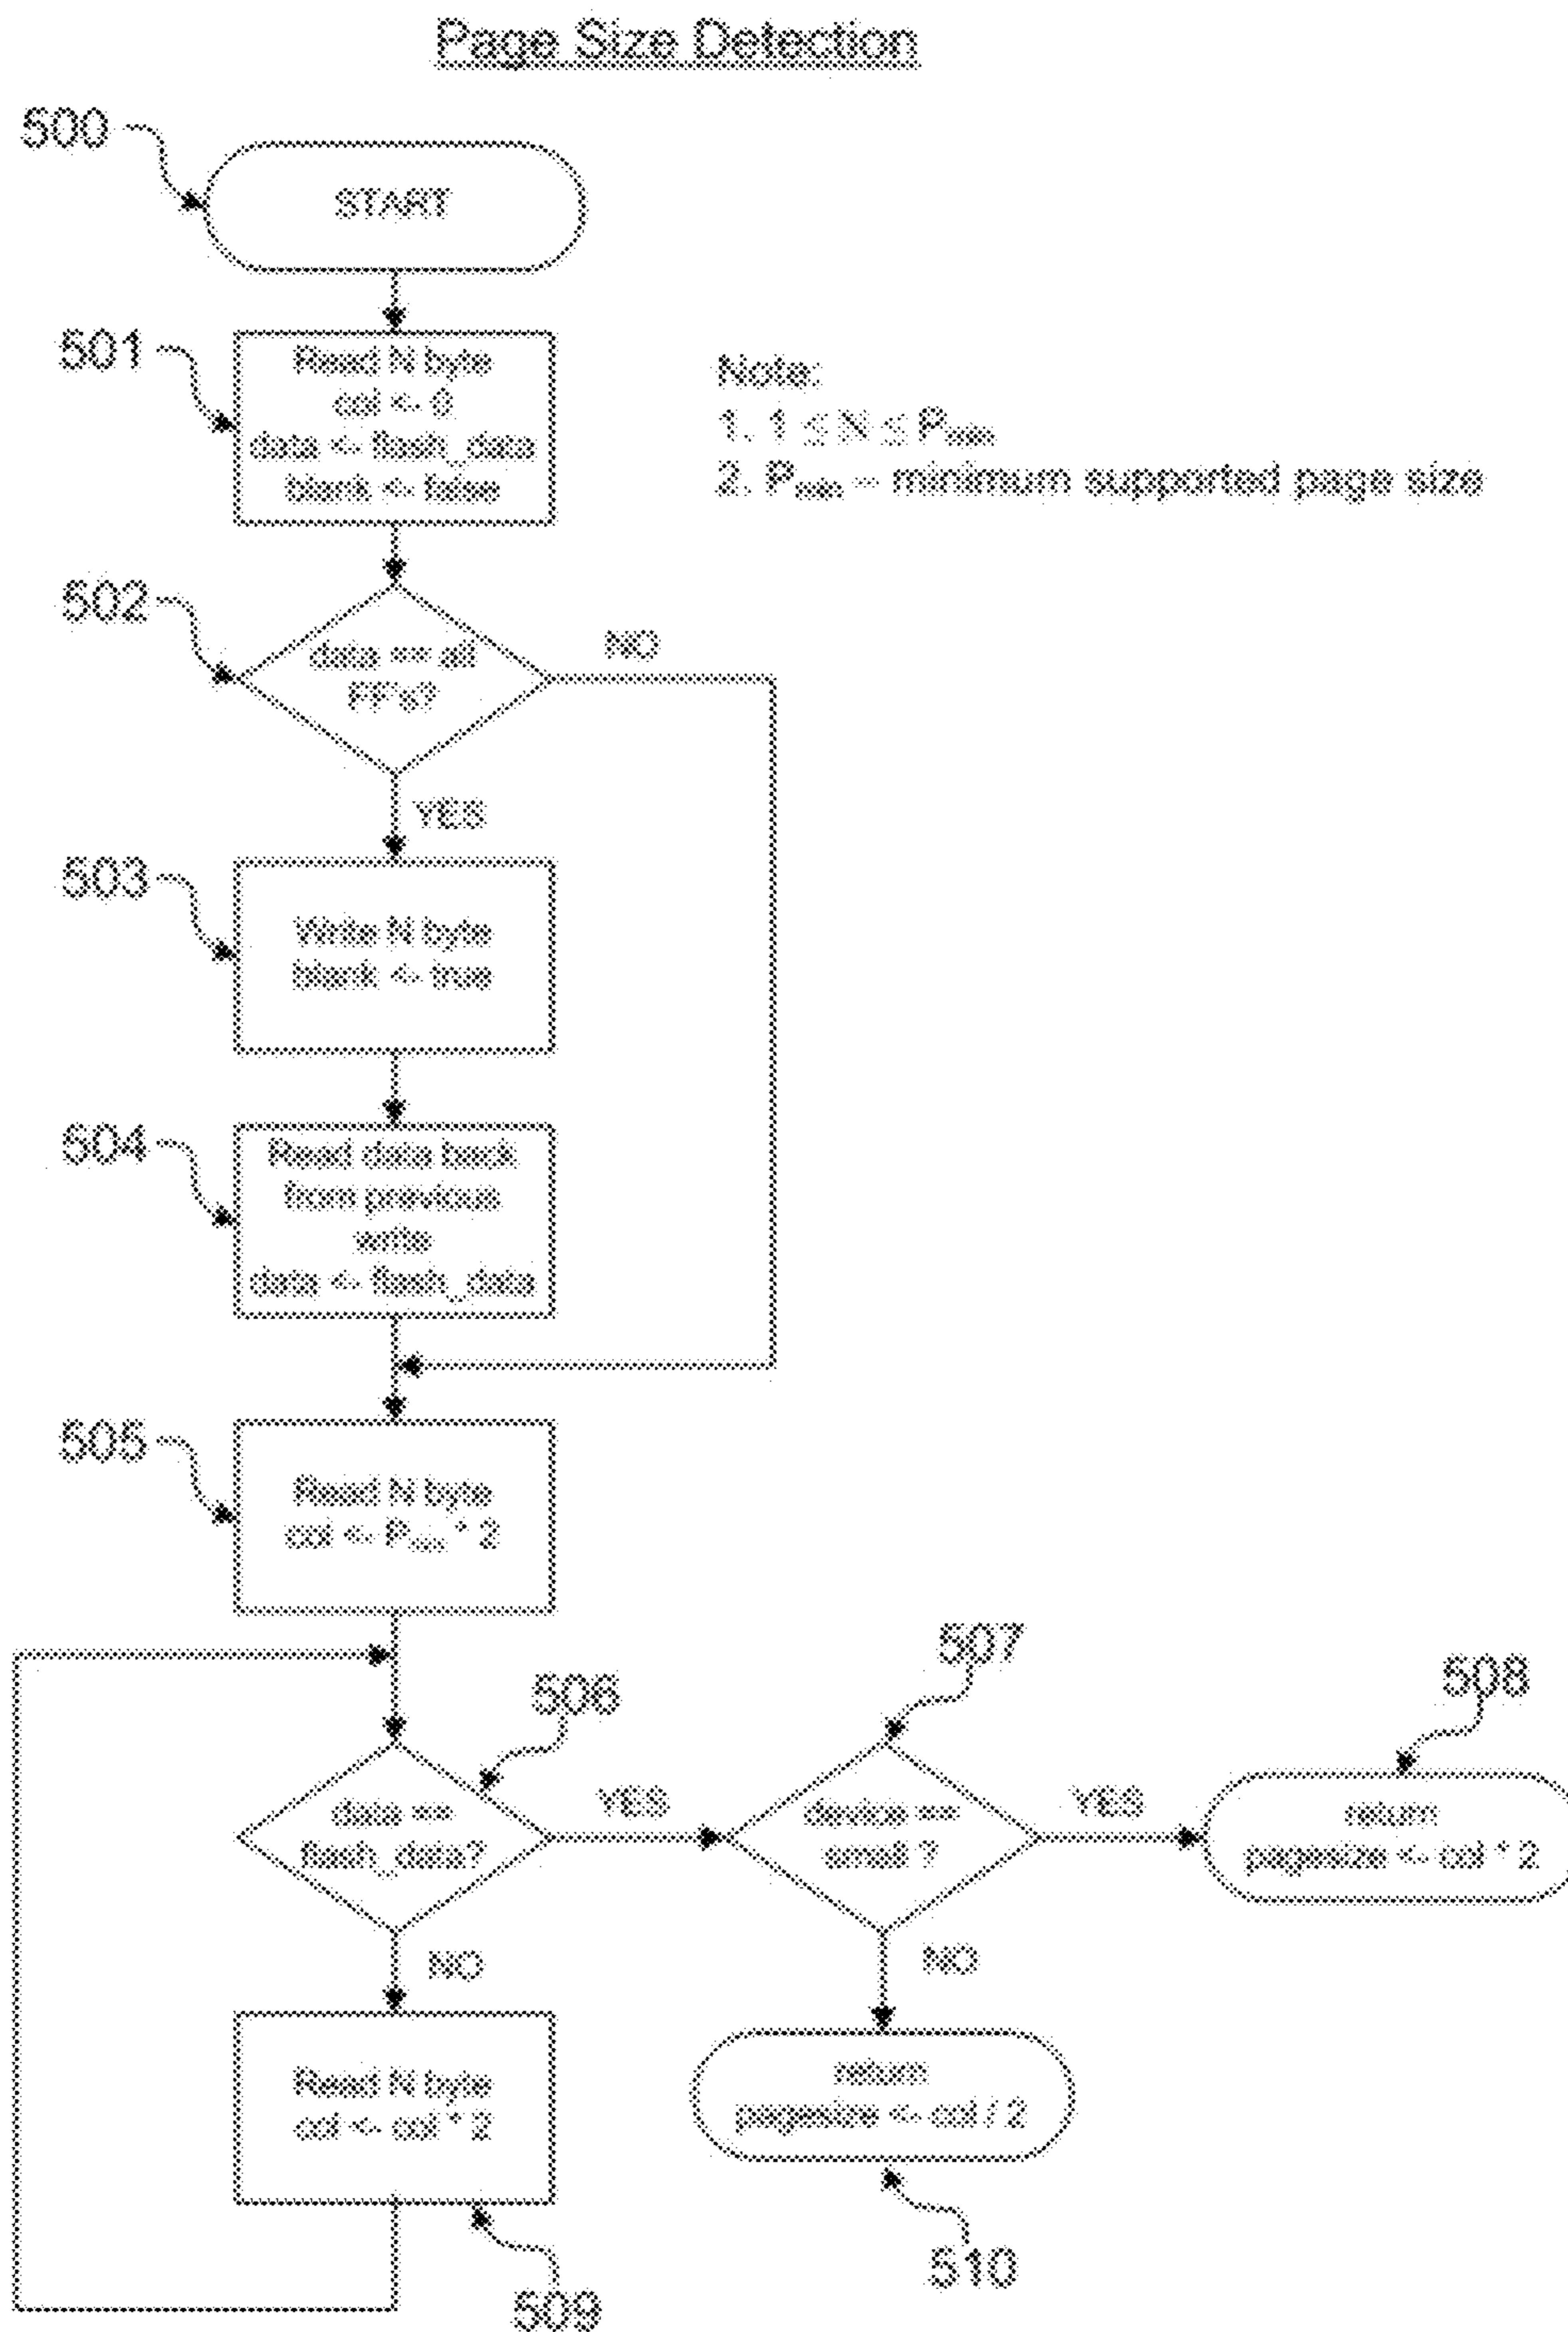 Page Size Detection
500
START
501
Read N byte
col <- 0
data <- flash_data
blank <- false
Note:
1. 1 ≤ N ≤ Pmin
2. Pmin – minimum supported page size
502
data == all
FF's?
NO
YES
503
Write N byte
blank <- true
504
Read data back
from previous
write
data <- flash_data
505
Read N byte
col <- Pmin * 2
506
507
508
data ==
flash_data?
YES
device ==
small ?
YES
return
pagesize <- col * 2
NO
NO
Read N byte
col <- col * 2
return
pagesize <- col / 2
509
510